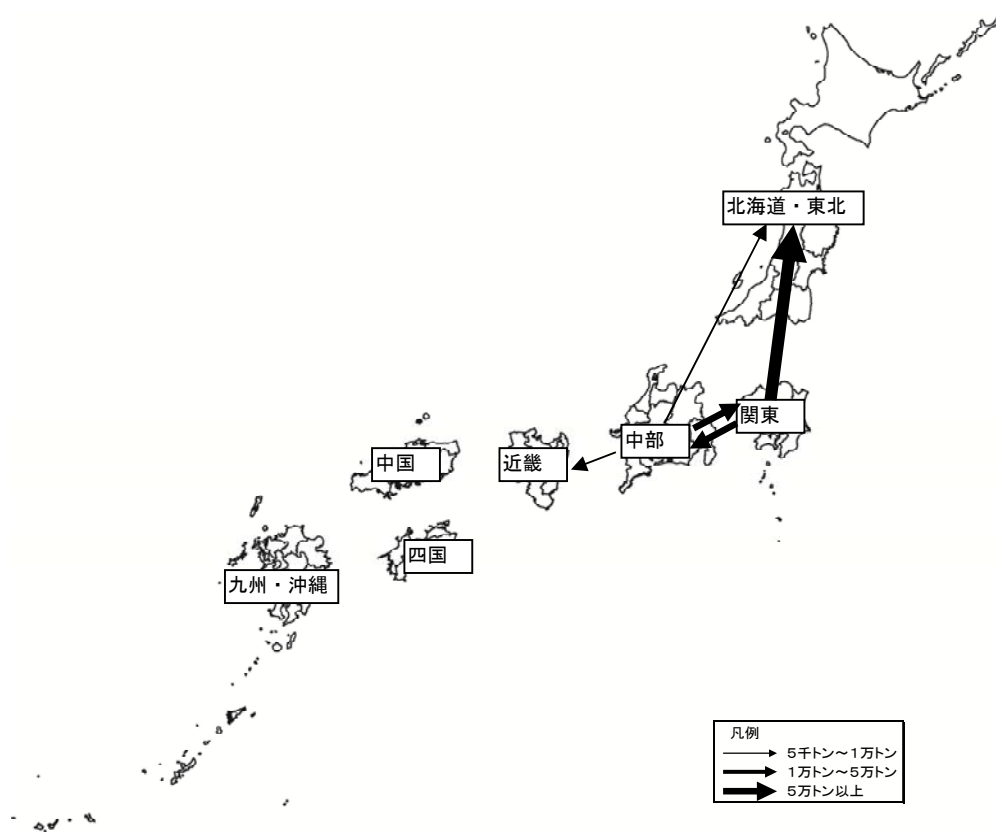 北海道・東北
関東
中部
近畿
中国
四国
九州・沖縄
凡例
5千トン～1万トン
1万トン～5万トン
5万トン以上